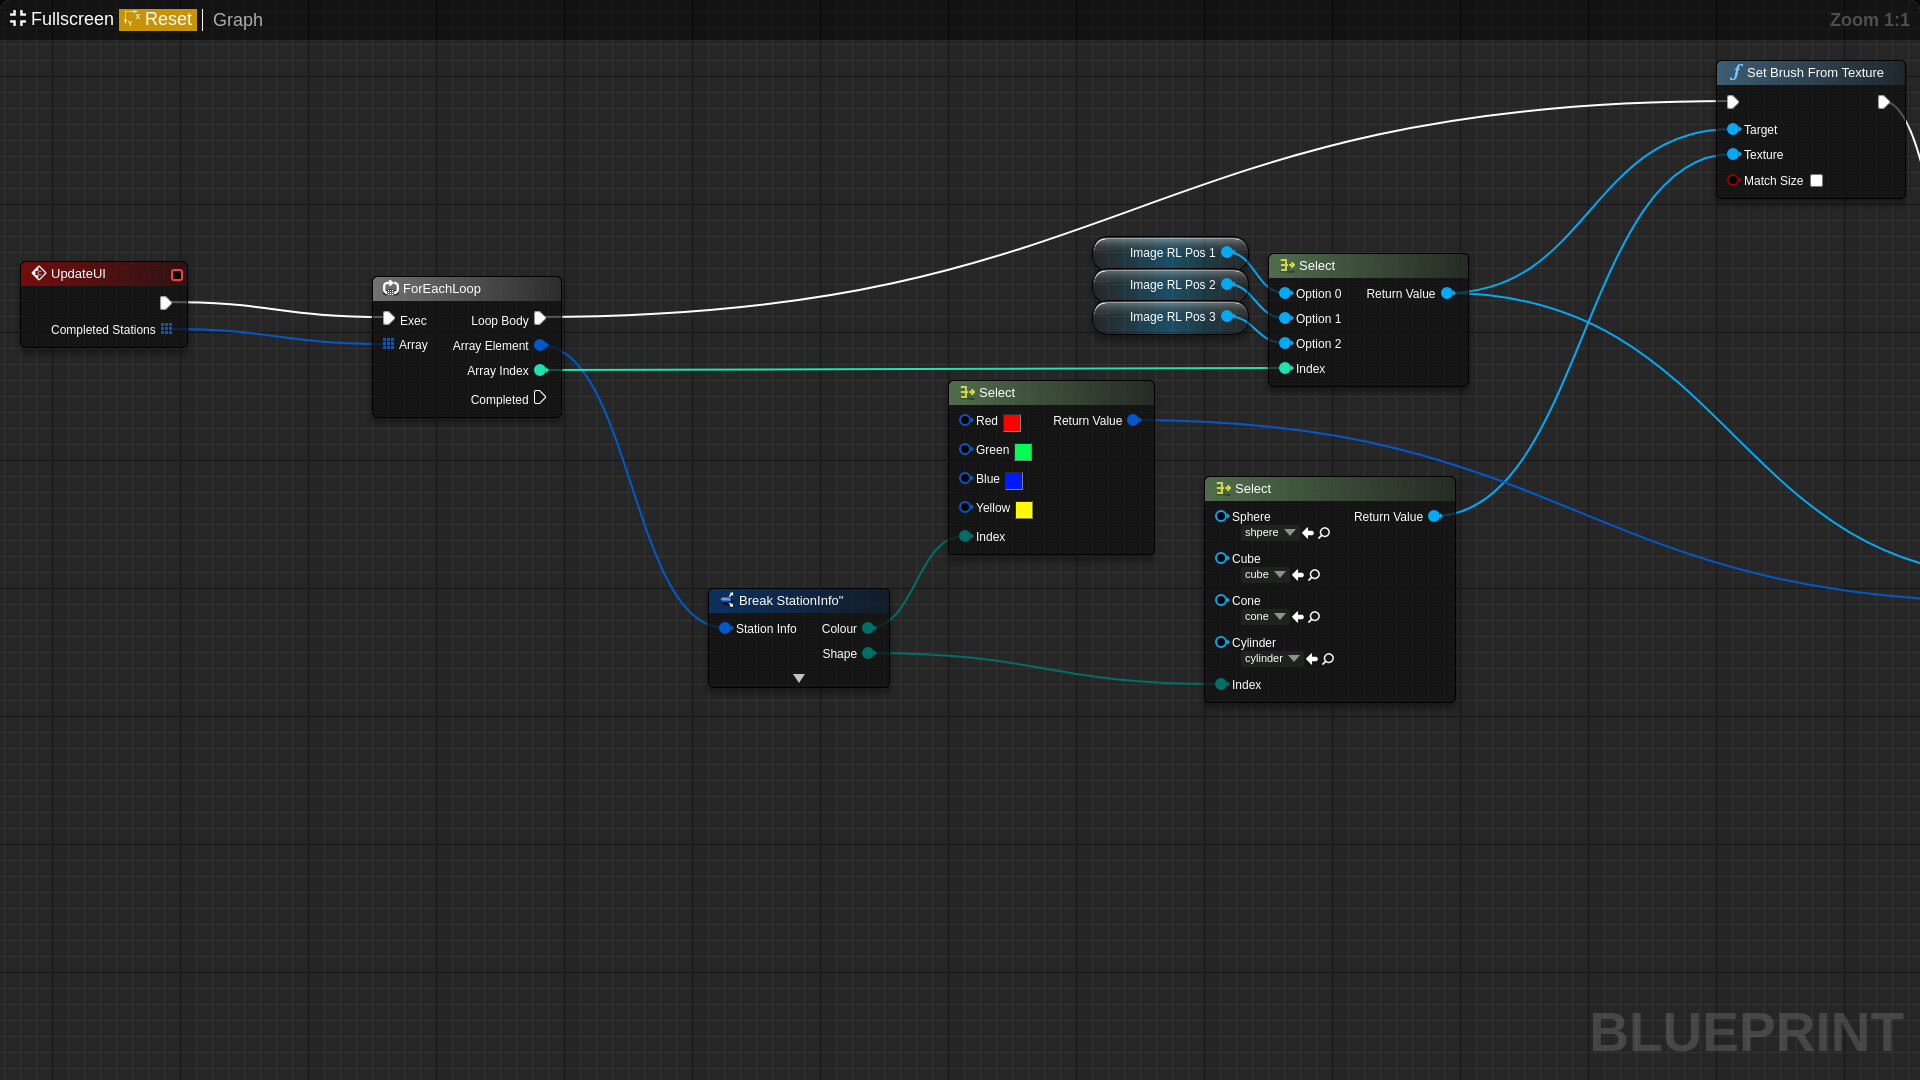 Fullscreen Reset Graph
Zoom 1:1
Set Brush From Texture
Target
Texture
Match Size
Image RL Pos 1
Image RL Pos 2
Image RL Pos 3
Select
Option 0 Return Value
Option 1
Option 2
Index
UpdateUI
Completed Stations
ForEachLoop
Exec Loop Body
Array Array Element
Array Index
Completed
Select
Red Return Value
Green
Blue
Yellow
Index
Select
Sphere Return Value
shpere
Cube
cube
Cone
cone
Cylinder
cylinder
Index
Break StationInfo"
Station Info Colour
Shape
BLUEPRINT